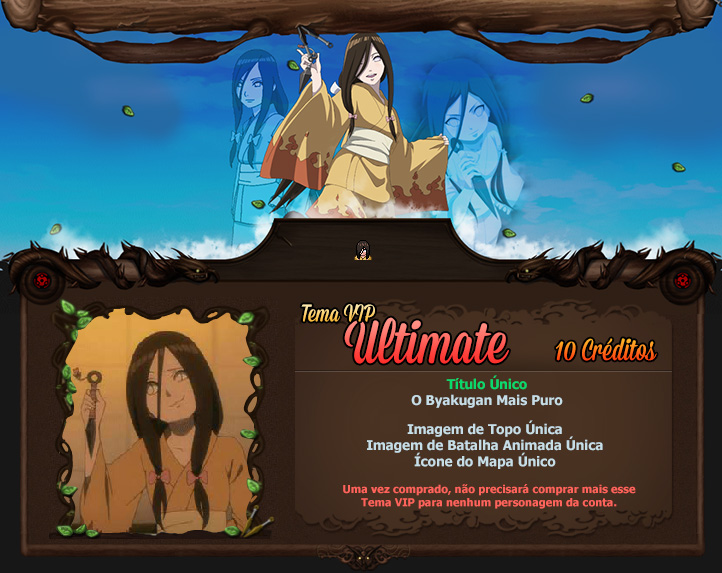 Tema VIP
Ultimate
10 Créditos
Título Único
O Byakugan Mais Puro
Imagem de Topo Única
Imagem de Batalha Animada Única
Ícone do Mapa Único
Uma vez comprado, não precisará comprar mais esse
Tema VIP para nenhum personagem da conta.